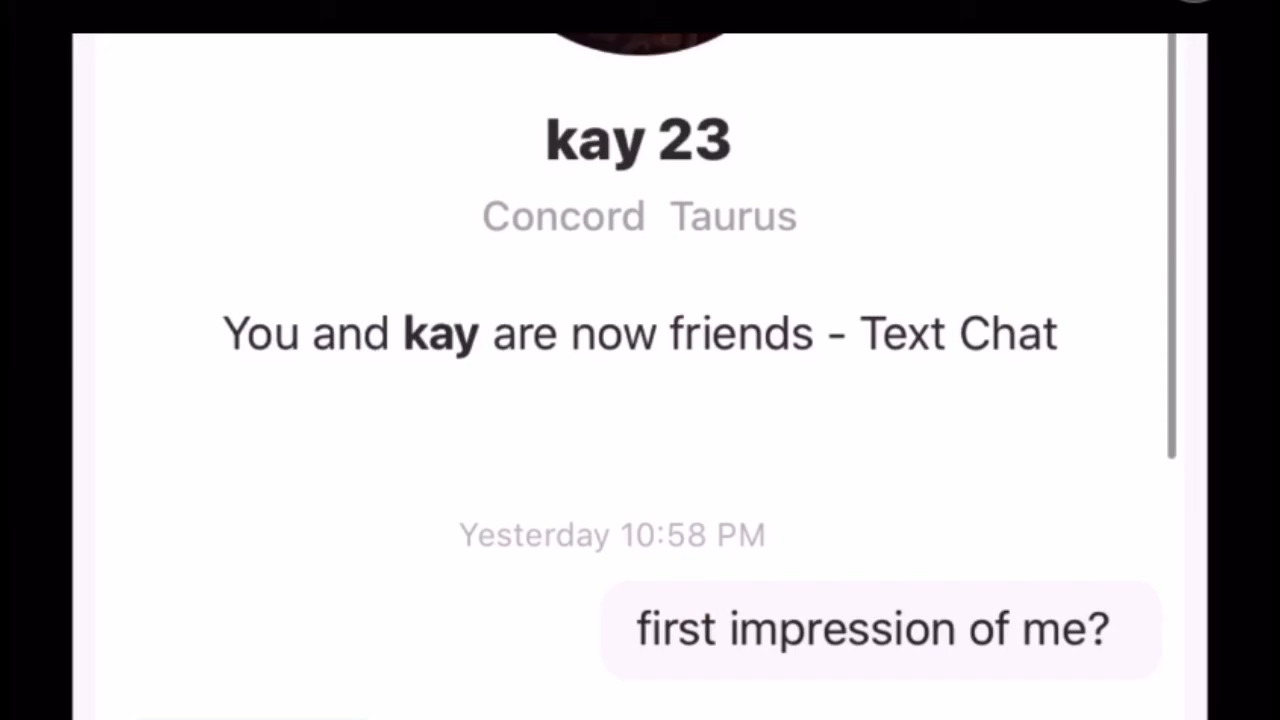 kay 23
Concord Taurus
You and kay are now friends - Text Chat
Yesterday 10:58 PM
first impression of me?